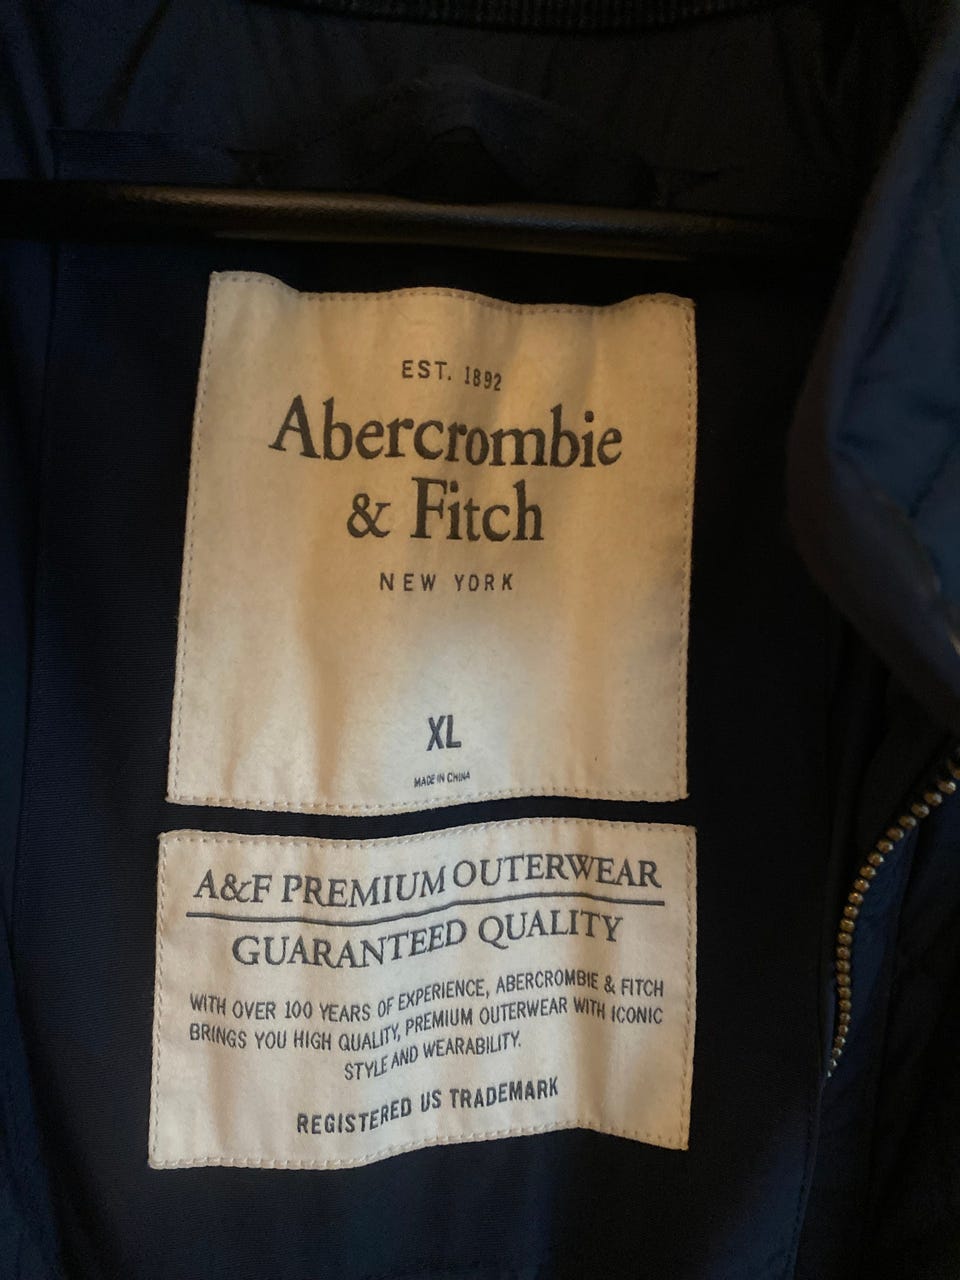 EST. 1892
Abercrombie
& Fitch
NEW YORK
XL
MADE IN CHINA
A&F PREMIUM OUTERWEAR
GUARANTEED QUALITY
WITH OVER 100 YEARS OF EXPERIENCE, ABERCROMBIE & FITCH
BRINGS YOU HIGH QUALITY, PREMIUM OUTERWEAR WITH ICONIC
STYLE AND WEARABILITY.
REGISTERED US TRADEMARK